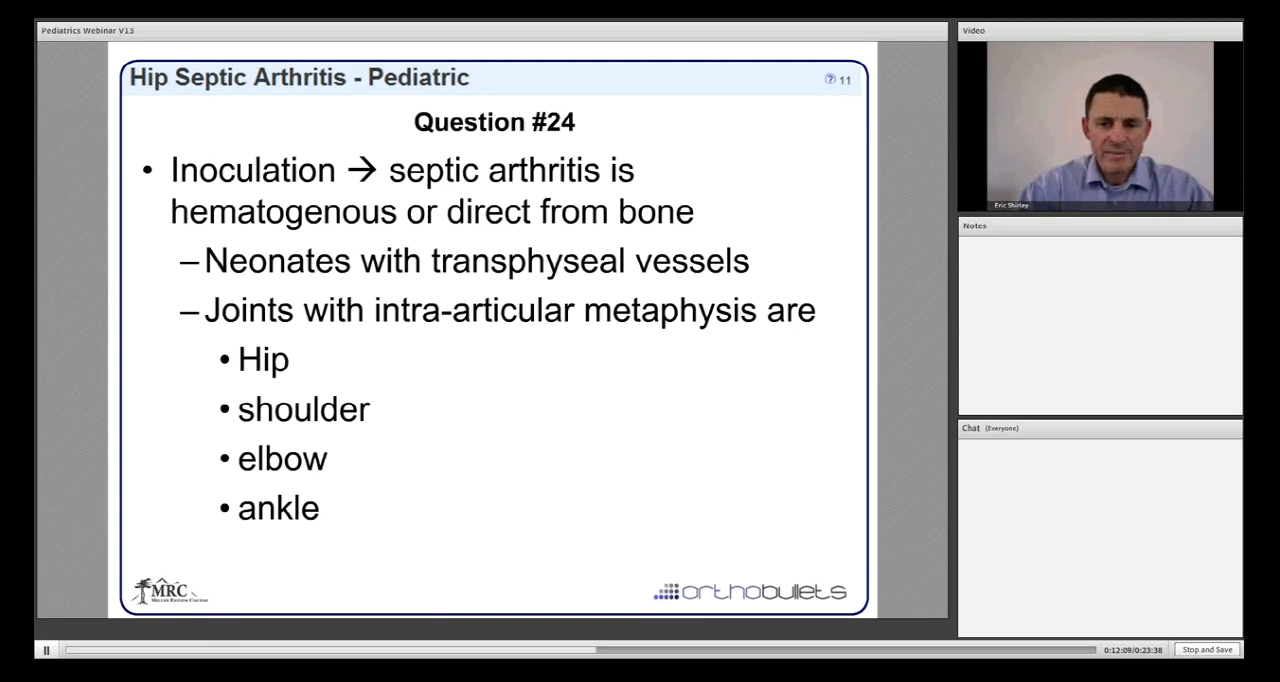 Pediatrics Webinar V13
Hip Septic Arthritis - Pediatric
? 11
Question #24
• Inoculation → septic arthritis is
hematogenous or direct from bone
–Neonates with transphyseal vessels
–Joints with intra-articular metaphysis are
• Hip
• shoulder
• elbow
• ankle
MRC
MILLER REVIEW COURSE
orthobullets
Video
Eric Shirley
Notes
Chat (Everyone)
0:12:09/0:23:38
Stop and Save